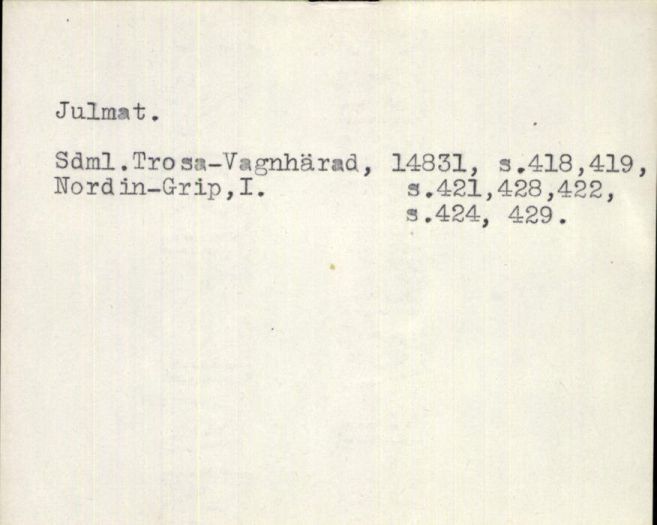 Julmat.
Sdml.Trosa-Vagnhärad, 14831, s.418,419,
Nordin-Grip,I. s.421,428,422,
s.424, 429.